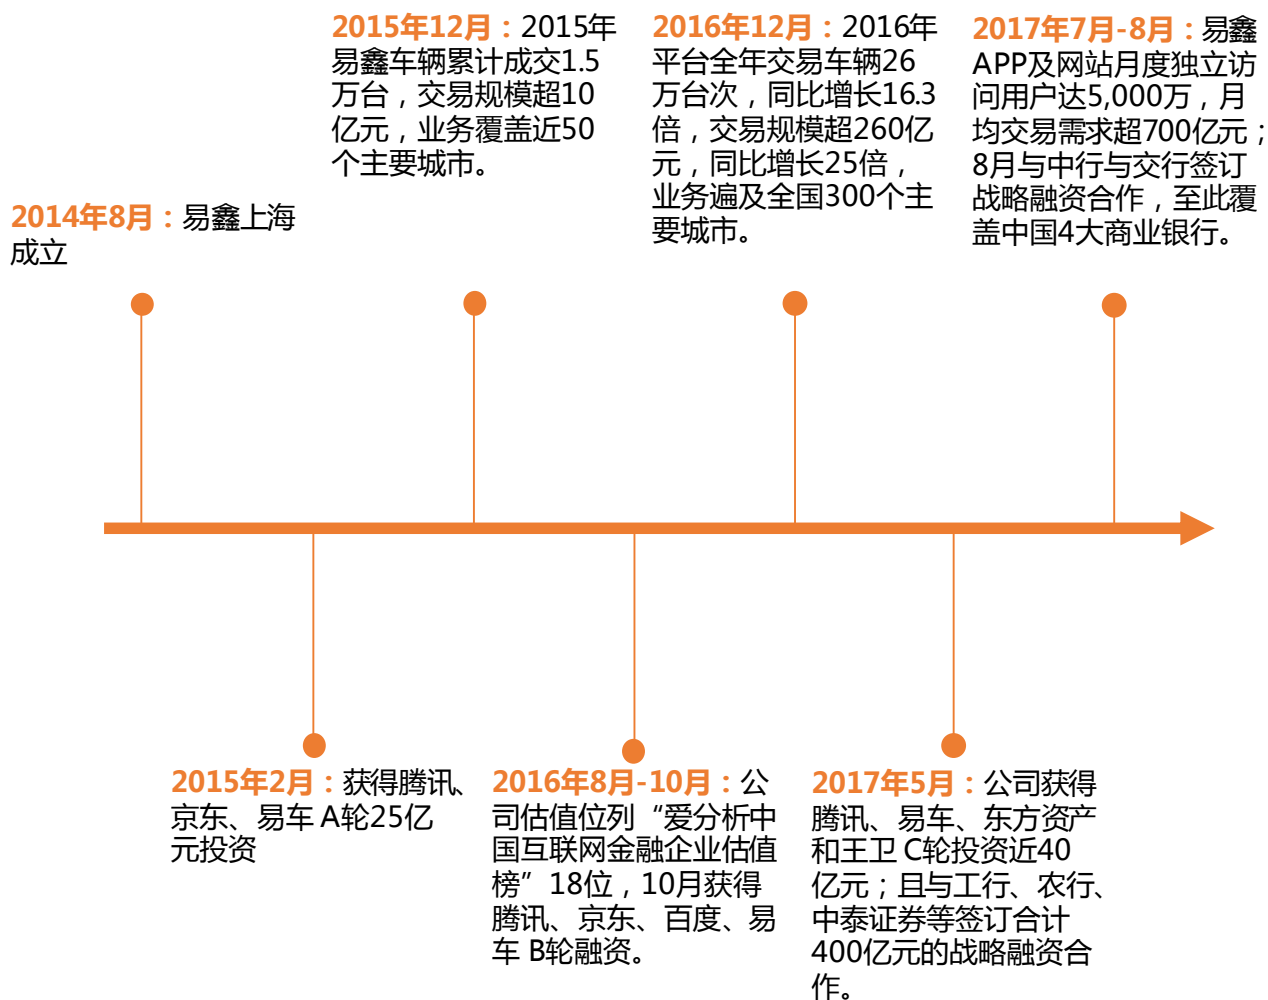 2014年8月：易鑫上海
成立
2015年12月：2015年
易鑫车辆累计成交1.5
万台，交易规模超10
亿元，业务覆盖近50
个主要城市。
2016年12月：2016年
平台全年交易车辆26
万台次，同比增长16.3
倍，交易规模超260亿
元，同比增长25倍，
业务遍及全国300个主
要城市。
2017年7月-8月：易鑫
APP及网站月度独立访
问用户达5,000万，月
均交易需求超700亿元；
8月与中行与交行签订
战略融资合作，至此覆
盖中国4大商业银行。
2015年2月：获得腾讯、
京东、易车 A轮25亿
元投资
2016年8月-10月：公
司估值位列“爱分析中
国互联网金融企业估值
榜”18位，10月获得
腾讯、京东、百度、易
车 B轮融资。
2017年5月：公司获得
腾讯、易车、东方资产
和王卫 C轮投资近40
亿元；且与工行、农行、
中泰证券等签订合计
400亿元的战略融资合
作。